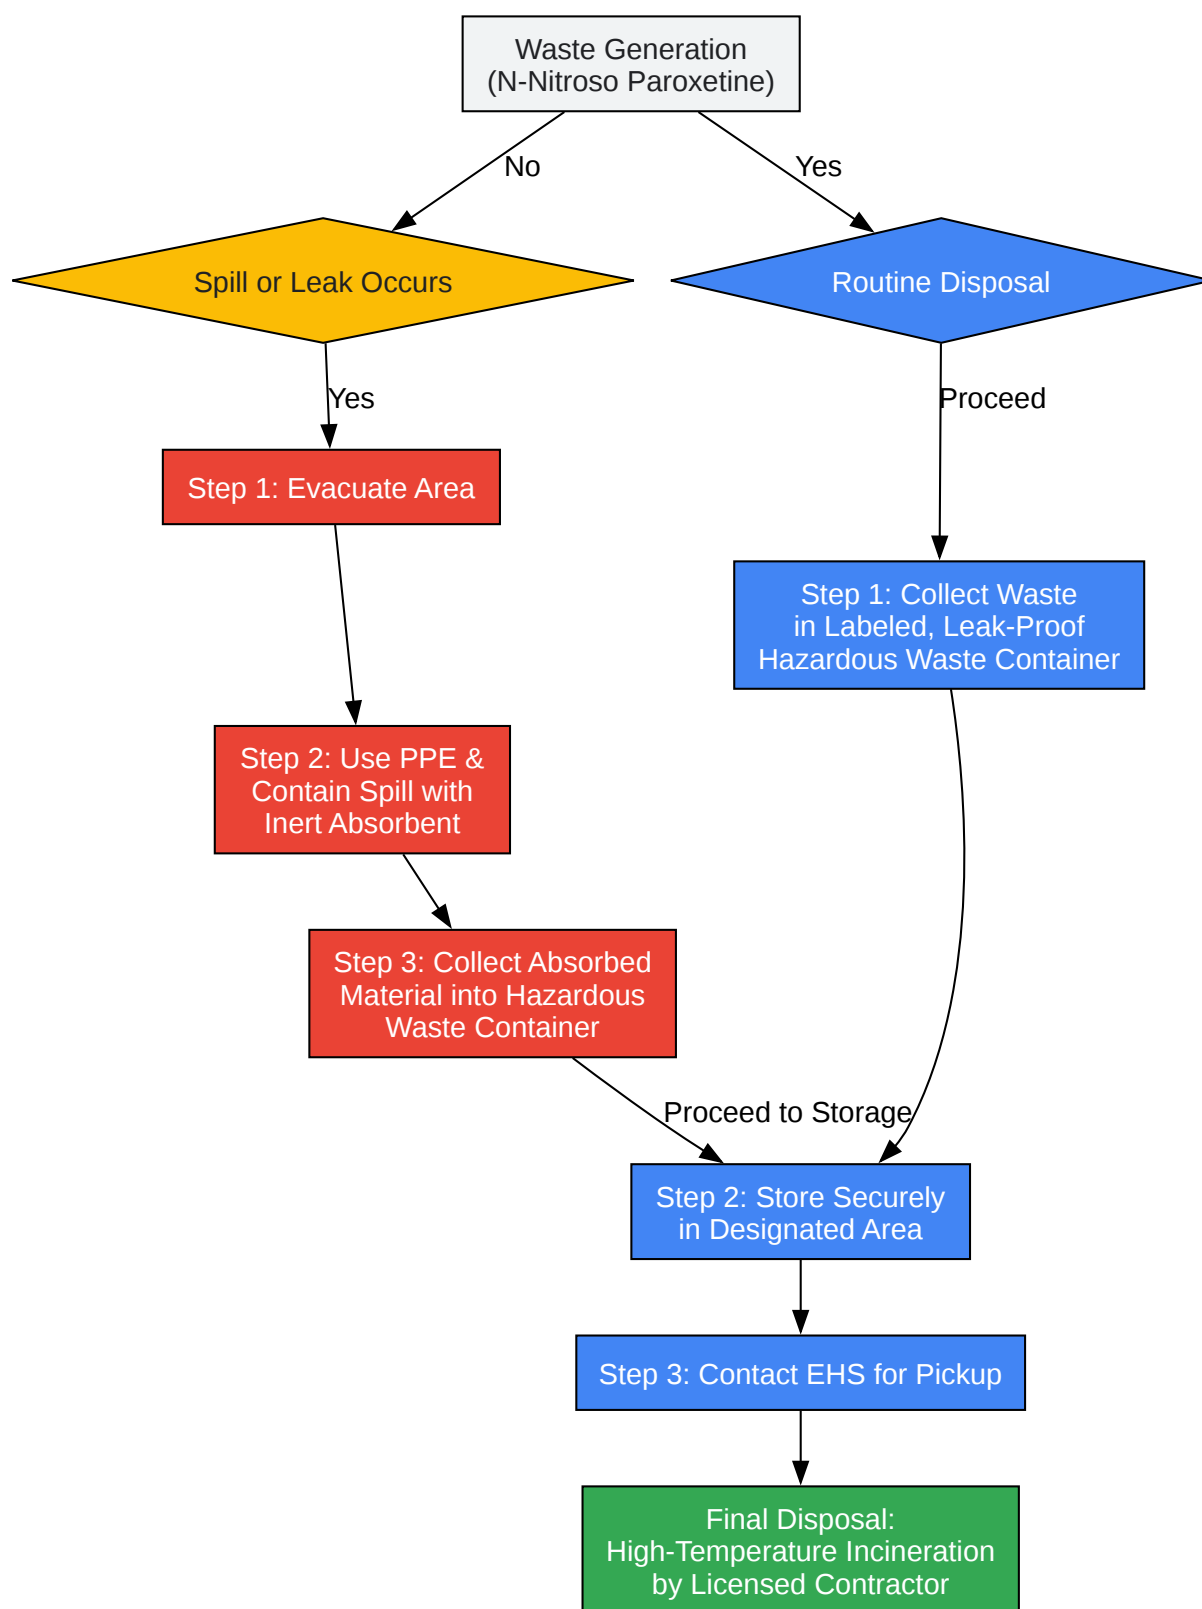 Waste Generation
(N-Nitroso Paroxetine)
No
Yes
Spill or Leak Occurs
Routine Disposal
Yes
Proceed
Step 1: Evacuate Area
Step 1: Collect Waste
in Labeled, Leak-Proof
Hazardous Waste Container
Step 2: Use PPE &
Contain Spill with
Inert Absorbent
Step 3: Collect Absorbed
Material into Hazardous
Waste Container
Proceed to Storage
Step 2: Store Securely
in Designated Area
Step 3: Contact EHS for Pickup
Final Disposal:
High-Temperature Incineration
by Licensed Contractor